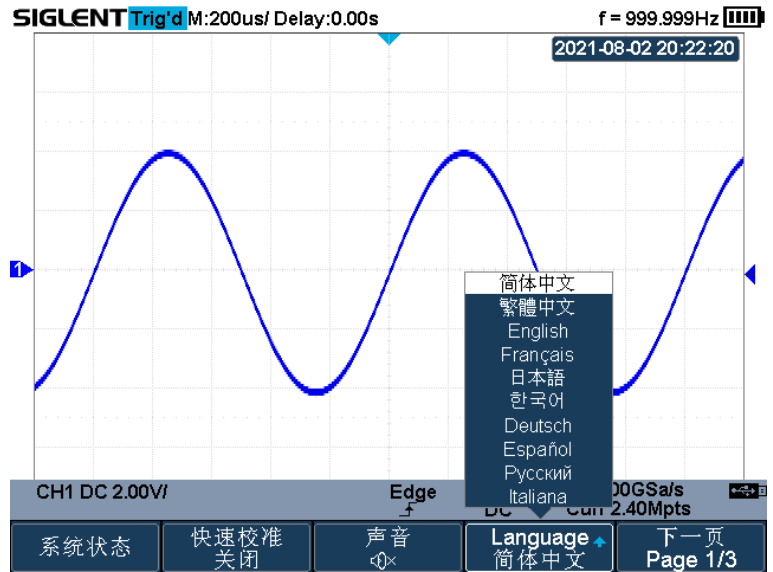 SIGLENT Trig'd M:200us/ Delay:0.00s f = 999.999Hz
2021-08-02 20:22:20
1
简体中文
繁體中文
English
Français
日本語
한국어
Deutsch
Español
Русский
Italiana
CH1 DC 2.00V/ Edge 00GSa/s
DC Curr 2.40Mpts
系统状态 快速校准 声音 Language 下一页
关闭 简体中文 Page 1/3